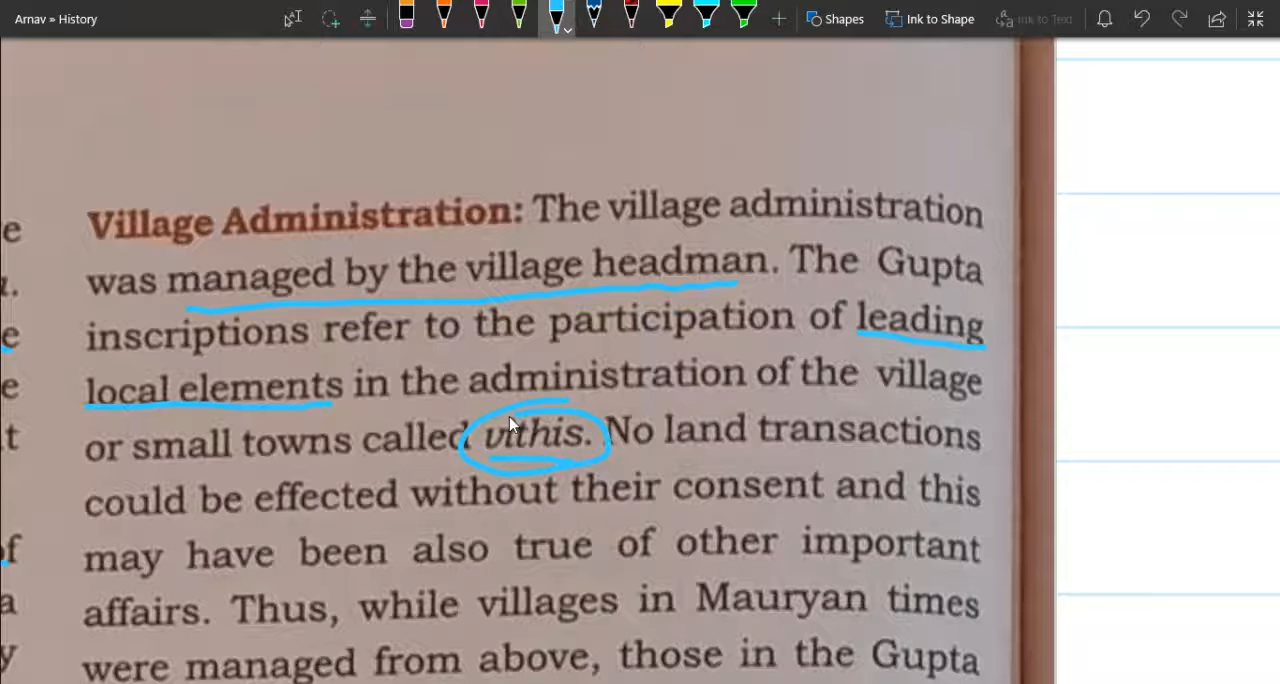 Arnav » History
Shapes
Ink to Shape
Ink to Text
Village Administration: The village administration
was managed by the village headman. The Gupta
inscriptions refer to the participation of leading
local elements in the administration of the village
or small towns called vithis. No land transactions
could be effected without their consent and this
may have been also true of other important
affairs. Thus, while villages in Mauryan times
were managed from above, those in the Gupta